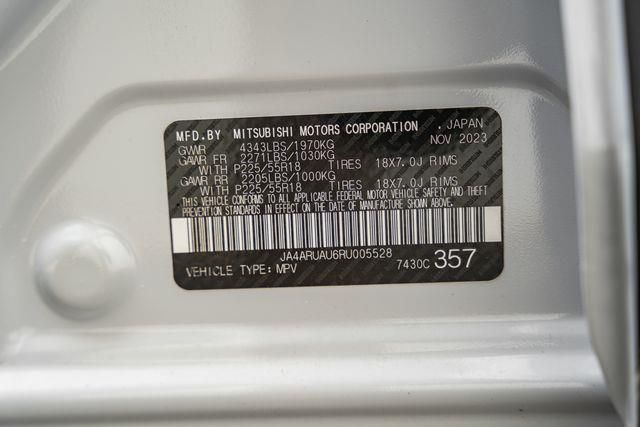 MFD.BY MITSUBISHI MOTORS CORPORATION . JAPAN
GVWR 4343LBS/1970KG NOV 2023
GAWR FR 2271LBS/1030KG
WITH P225/55R18 TIRES 18X7.0J RIMS
GAWR RR 2205LBS/1000KG
WITH P225/55R18 TIRES 18X7.0J RIMS
THIS VEHICLE CONFORMS TO ALL APPLICABLE FEDERAL MOTOR VEHICLE SAFETY AND THEFT
PREVENTION STANDARDS IN EFFECT ON THE DATE OF MANUFACTURE SHOWN ABOVE.
JA4ARUAU6RU005528
VEHICLE TYPE:MPV 7430C 357